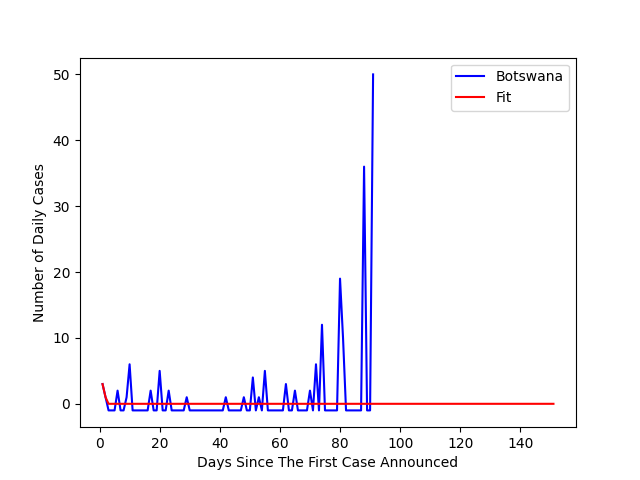 Botswana
Fit
50
40
30
20
10
0
Number of Daily Cases
0 20 40 60 80 100 120 140
Days Since The First Case Announced